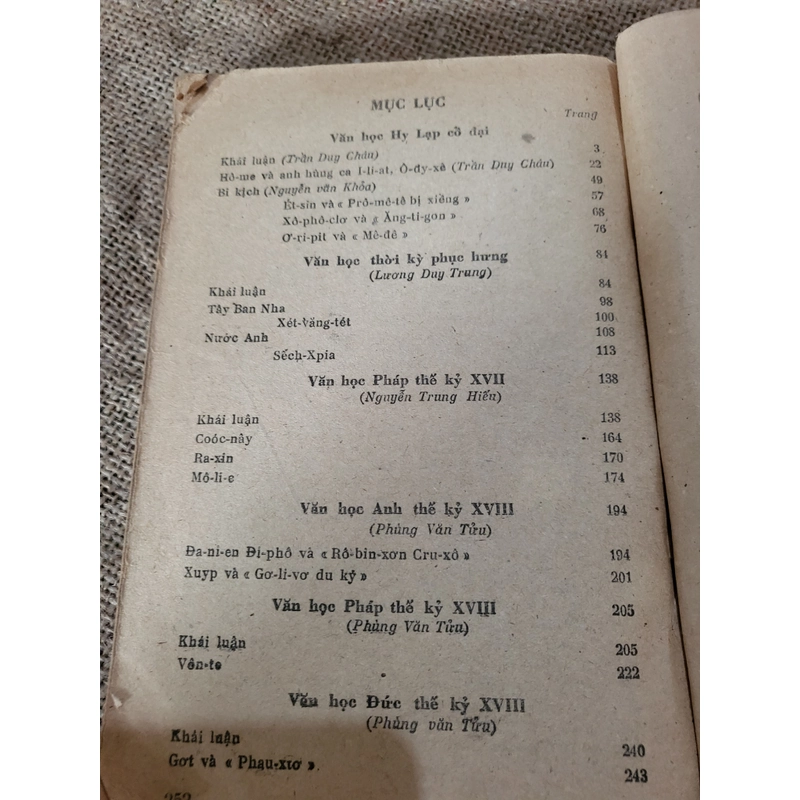 MỤC LỤC
Trang
Văn học Hy Lạp cổ đại
Khái luận (Trần Duy Châu) 3
Hô-me và anh hùng ca I-li-at, Ô-đy-xê (Trần Duy Châu) 22
Bi kịch (Nguyễn văn Khỏa) 49
Ét-sin và « Prô-mê-tê bị xiềng » 57
Xô-phô-clơ và « Ăng-ti-gon » 68
Ơ-ri-pit và « Mê-đê » 76
Văn học thời kỳ phục hưng 84
(Lương Duy Trung)
Khái luận 84
Tây Ban Nha 98
Xét-văng-tét 100
Nước Anh 108
Sếch-Xpia 113
Văn học Pháp thế kỷ XVII 138
(Nguyễn Trung Hiếu)
Khái luận 138
Coóc-nây 164
Ra-xin 170
Mô-li-e 174
Văn học Anh thế kỷ XVIII 194
(Phùng Văn Tửu)
Đa-ni-en Đi-phô và « Rô-bin-xơn Cru-xô » 194
Xuyp và « Gơ-li-vơ du ký » 201
Văn học Pháp thế kỷ XVIII 205
(Phùng Văn Tửu)
Khái luận 205
Vôn-te 222
Văn học Đức thế kỷ XVIII
(Phùng văn Tửu)
Khái luận 240
Gơt và « Phau-xtơ » 243
252